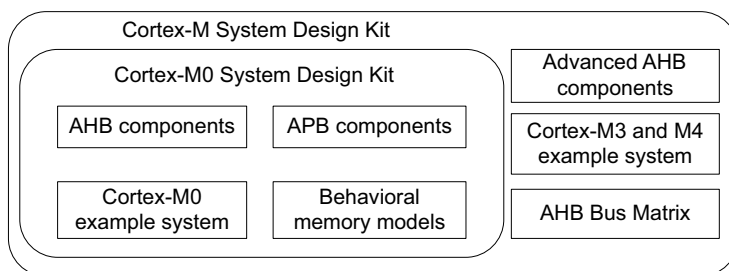 Cortex-M System Design Kit
Cortex-M0 System Design Kit
AHB components
APB components
Cortex-M0
example system
Behavioral
memory models
Advanced AHB
components
Cortex-M3 and M4
example system
AHB Bus Matrix